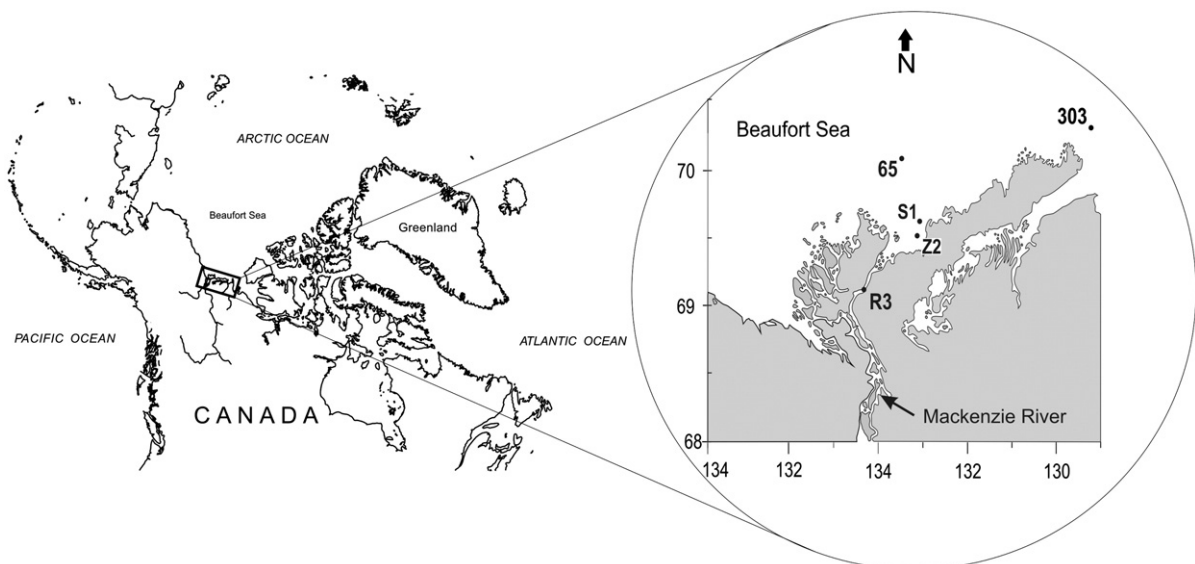 ARCTIC OCEAN
Beaufort Sea
Greenland
PACIFIC OCEAN
ATLANTIC OCEAN
CANADA
N
Beaufort Sea
303
70
65
S1
Z2
69
R3
Mackenzie River
68
134
132
134
132
130